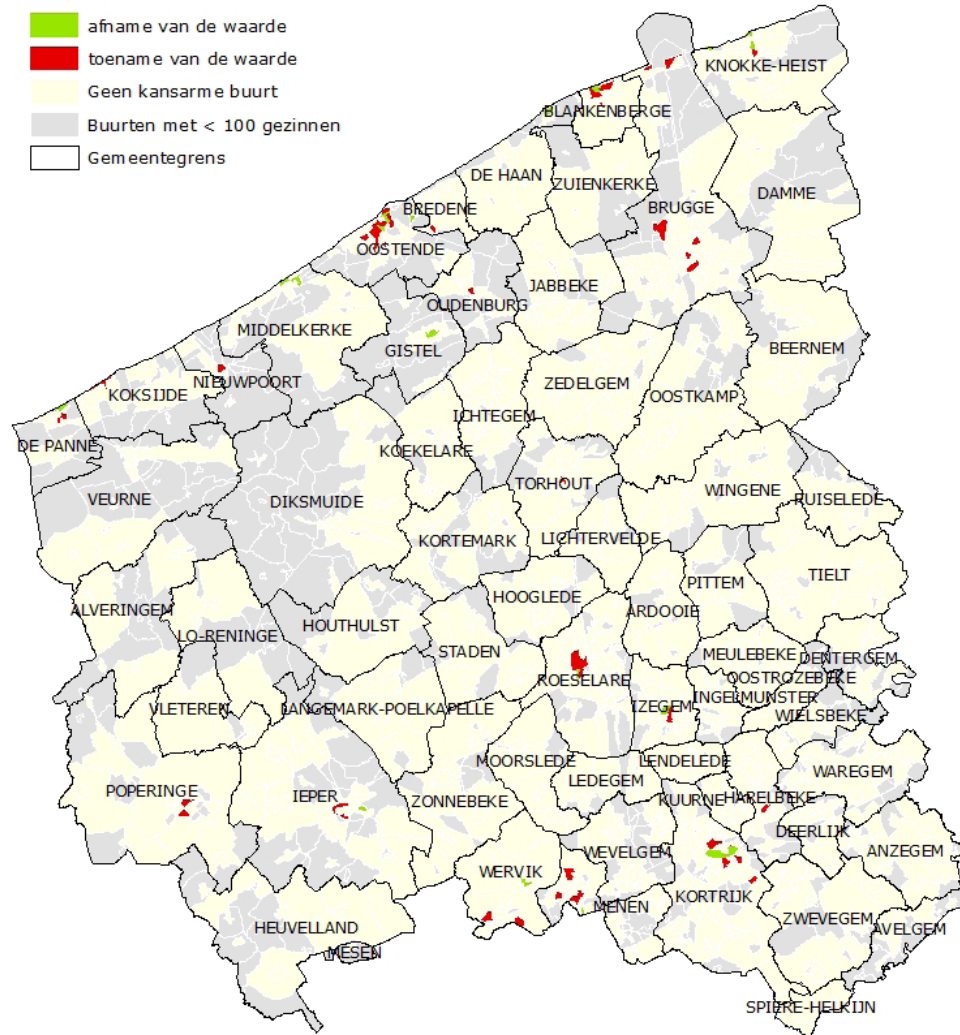 afname van de waarde
toename van de waarde
Geen kansarme buurt
Buurten met < 100 gezinnen
Gemeentegrens
KNOKKE-HEIST
BLANKENBERGE
DE HAAN
ZUIENKERKE
DAMME
BREDENE
BRUGGE
OOSTENDE
JABBEKE
OUDENBURG
MIDDELKERKE
GISTEL
BEERNEM
ZEDELGEM
NIEUWPOORT
KOKSIJDE
OOSTKAMP
ICHTEGEM
DE PANNE
KOEKELARE
TORHOUT
WINGENE
VEURNE
DIKSMUIDE
RUISELEDE
KORTEMARK
LICHTERVELDE
PITTEM
TIELT
HOOGLEDE
ARDOOIE
ALVERINGEM
LO-RENINGE
HOUTHULST
STADEN
MEULEBEKE
DENTERGEM
ROESELARE
OOSTROZEBEKE
INGELMUNSTER
IZEGEM
VLETEREN
LANGEMARK-POELKAPELLE
WIELSBEKE
MOORSLEDE
LENDELEDE
WAREGEM
LEDEGEM
POPERINGE
IEPER
ZONNEBEKE
KUURNE
HARELBEKE
DEERLIJK
ANZEGEM
WEVELGEM
WERVIK
KORTRIJK
MENEN
ZWEVEGEM
HEUVELLAND
AVELGEM
MESEN
SPIERE-HELKIJN